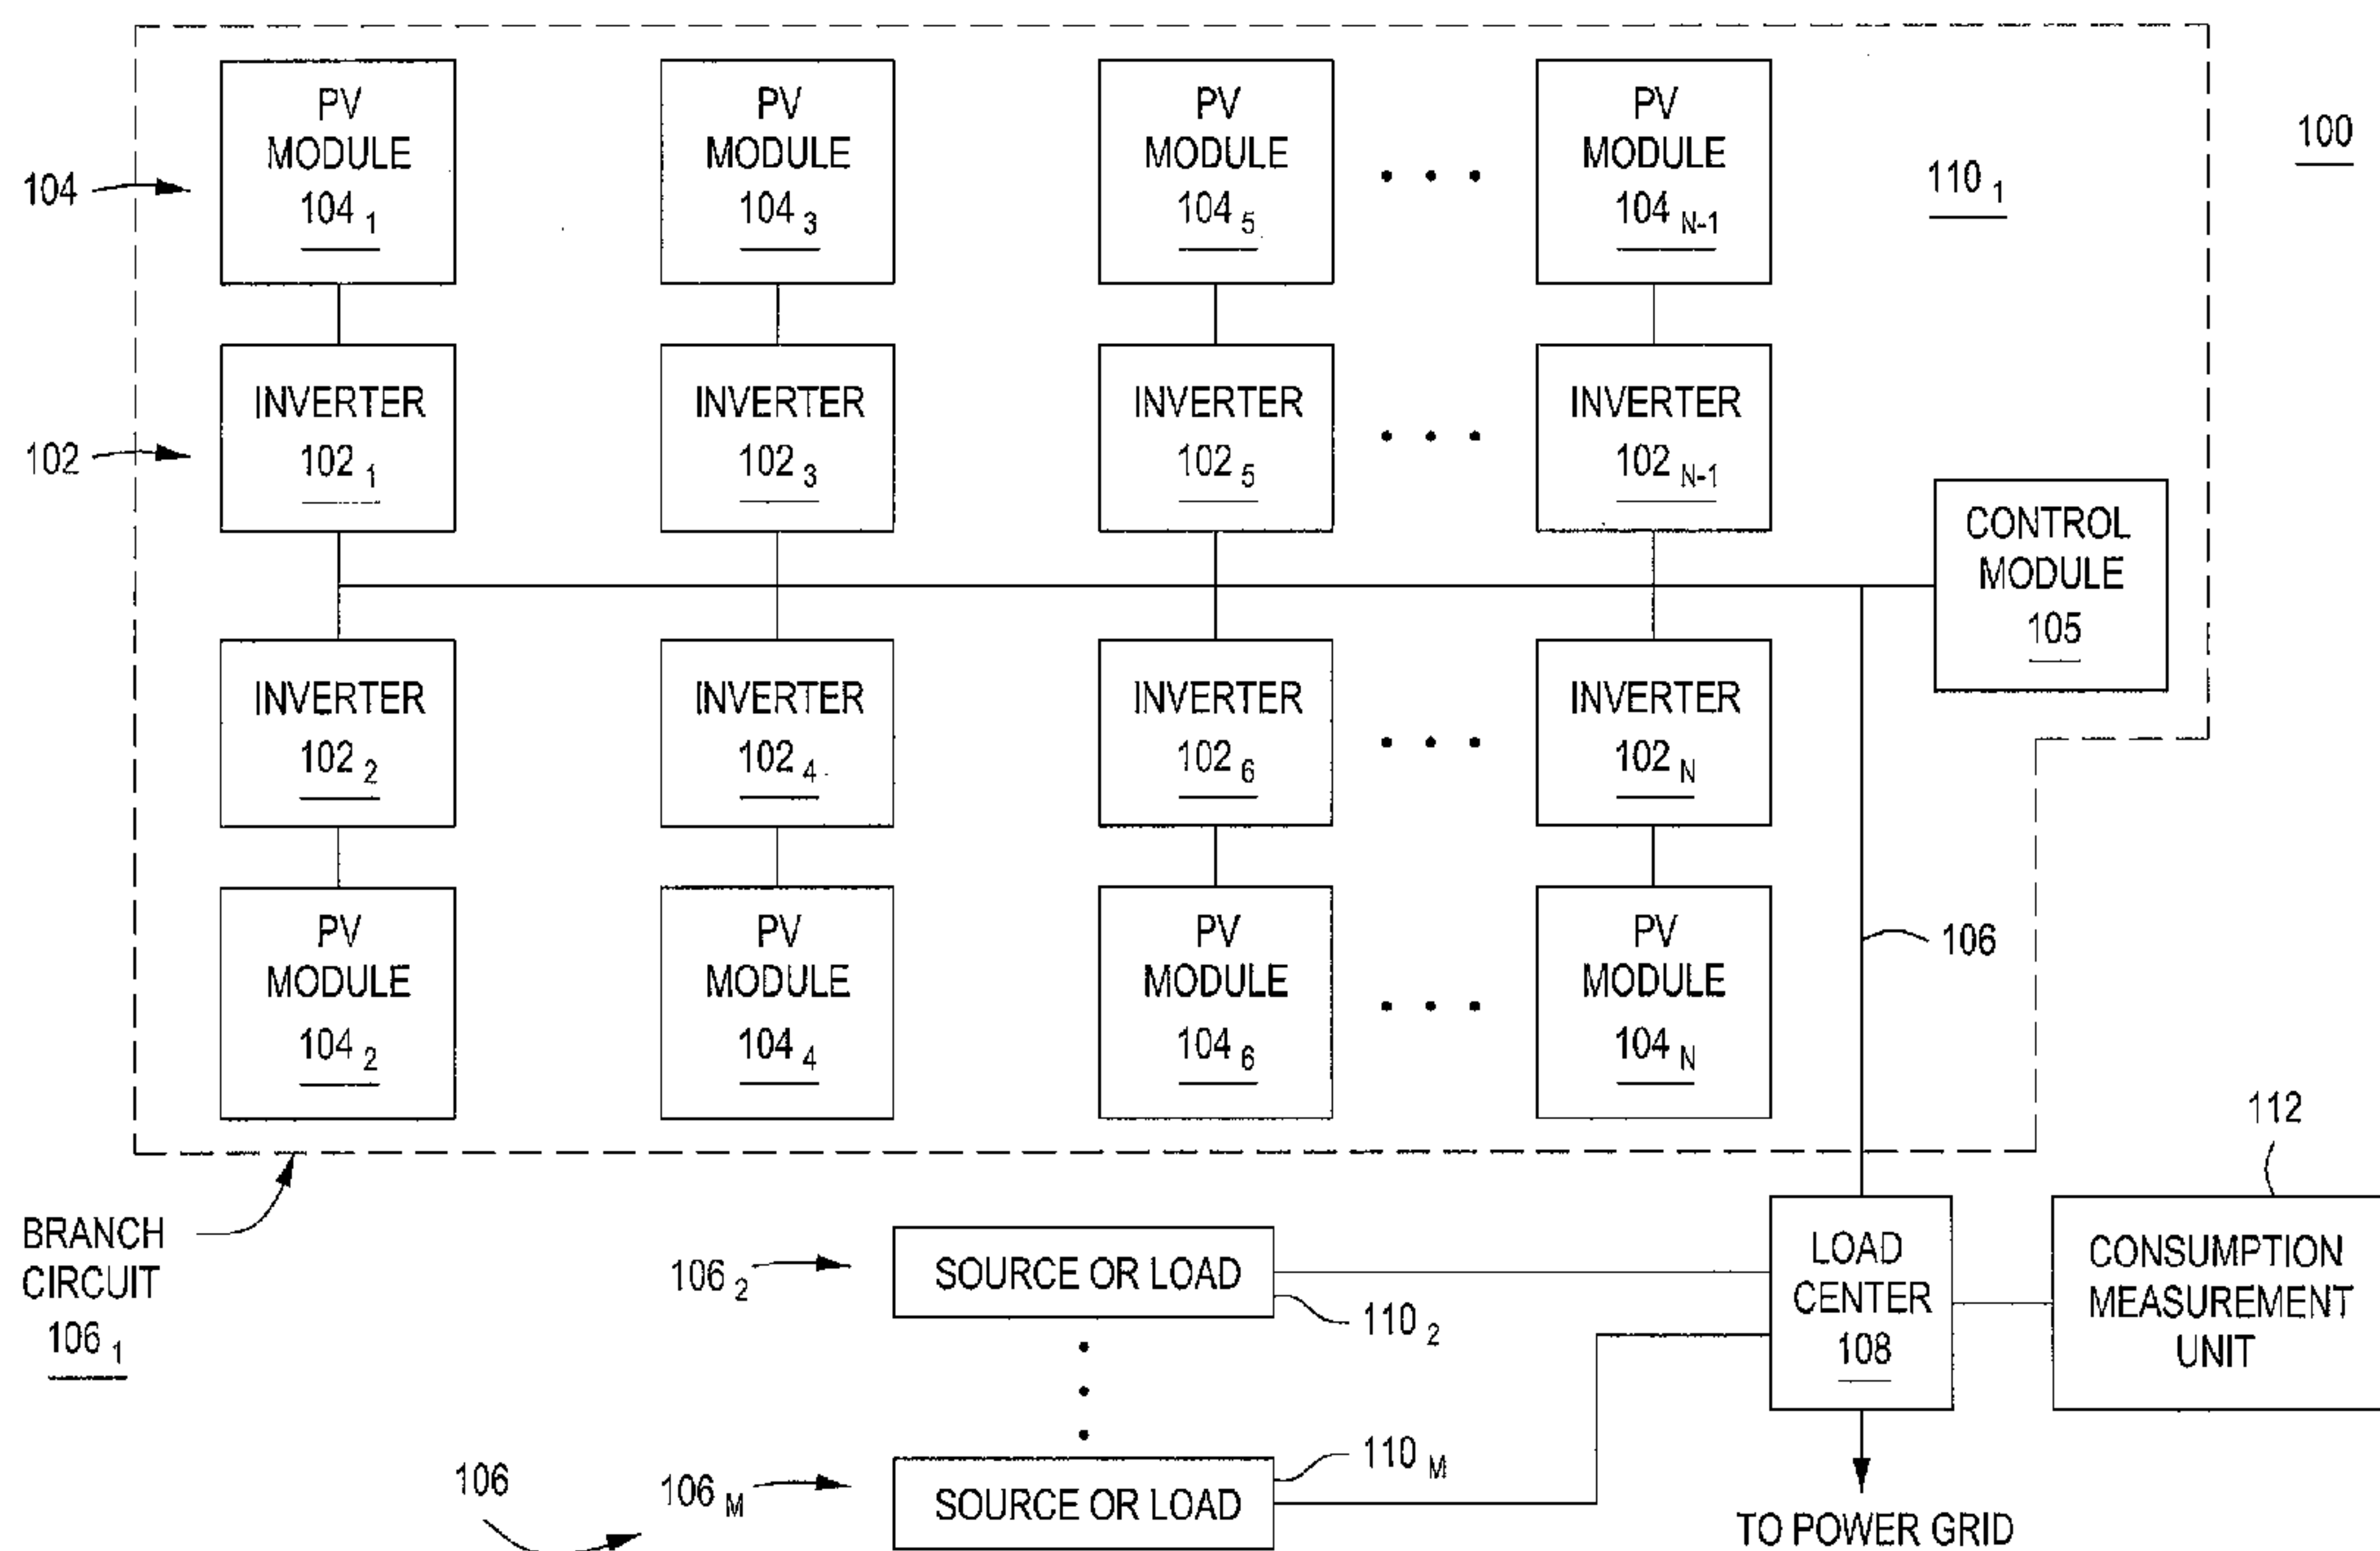 PV MODULE 104 1
PV MODULE 104 3
PV MODULE 104 5
PV MODULE 104 N-1
110 1
100
104
INVERTER 102 1
INVERTER 102 3
INVERTER 102 5
INVERTER 102 N-1
102
CONTROL MODULE 105
INVERTER 102 2
INVERTER 102 4
INVERTER 102 6
INVERTER 102 N
PV MODULE 104 2
PV MODULE 104 4
PV MODULE 104 6
PV MODULE 104 N
106
112
BRANCH CIRCUIT 106 1
106 2
SOURCE OR LOAD
110 2
LOAD CENTER 108
CONSUMPTION MEASUREMENT UNIT
106
106 M
SOURCE OR LOAD
110 M
TO POWER GRID